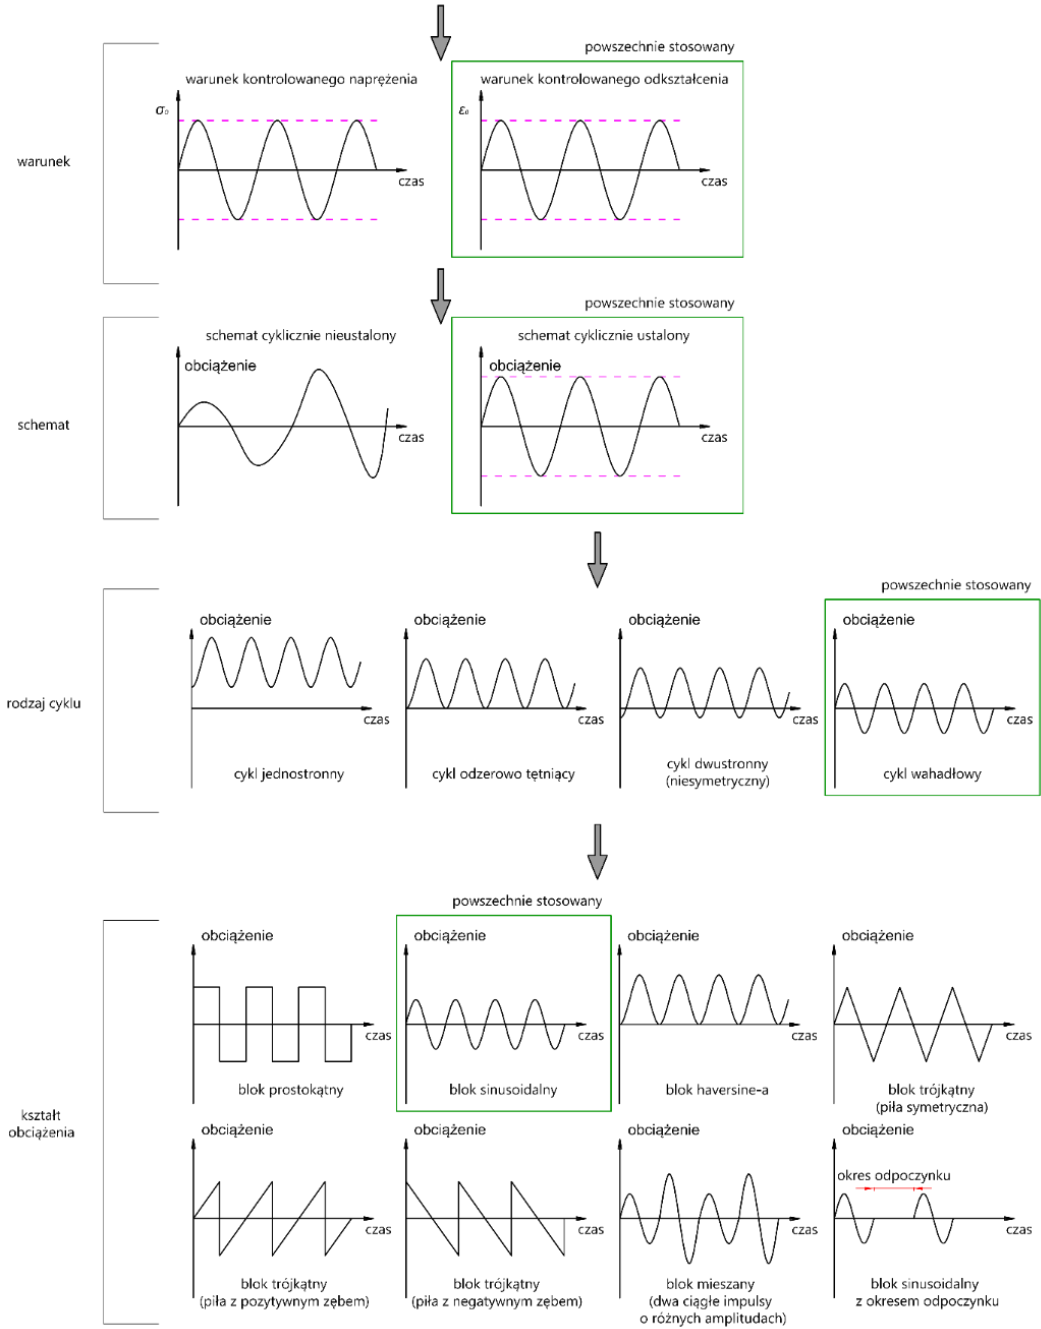 powszechnie stosowany
warunek kontrolowanego naprężenia
warunek kontrolowanego odkształcenia
σ₀
ε₀
warunek
czas
czas
powszechnie stosowany
schemat cyklicznie nieustalony
schemat cyklicznie ustalony
obciążenie
obciążenie
schemat
czas
czas
powszechnie stosowany
obciążenie
obciążenie
obciążenie
obciążenie
rodzaj cyklu
czas
czas
czas
czas
cykl jednostronny
cykl odzerowo tętniący
cykl dwustronny
(niesymetryczny)
cykl wahadłowy
powszechnie stosowany
obciążenie
obciążenie
obciążenie
obciążenie
czas
czas
czas
czas
blok prostokątny
blok sinusoidalny
blok haversine-a
blok trójkątny
(piła symetryczna)
kształt
obciążenia
obciążenie
obciążenie
obciążenie
obciążenie
okres odpoczynku
czas
czas
czas
czas
blok trójkątny
(piła z pozytywnym zębem)
blok trójkątny
(piła z negatywnym zębem)
blok mieszany
(dwa ciągłe impulsy
o różnych amplitudach)
blok sinusoidalny
z okresem odpoczynku